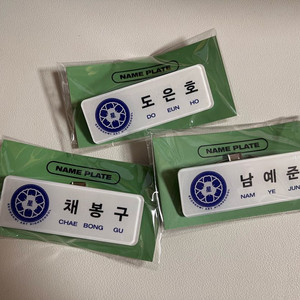 NAME PLATE
도은호
DO EUN HO
NAME PLATE
채봉구
CHAE BONG GU
NAME PLATE
남예준
NAM YE JUN